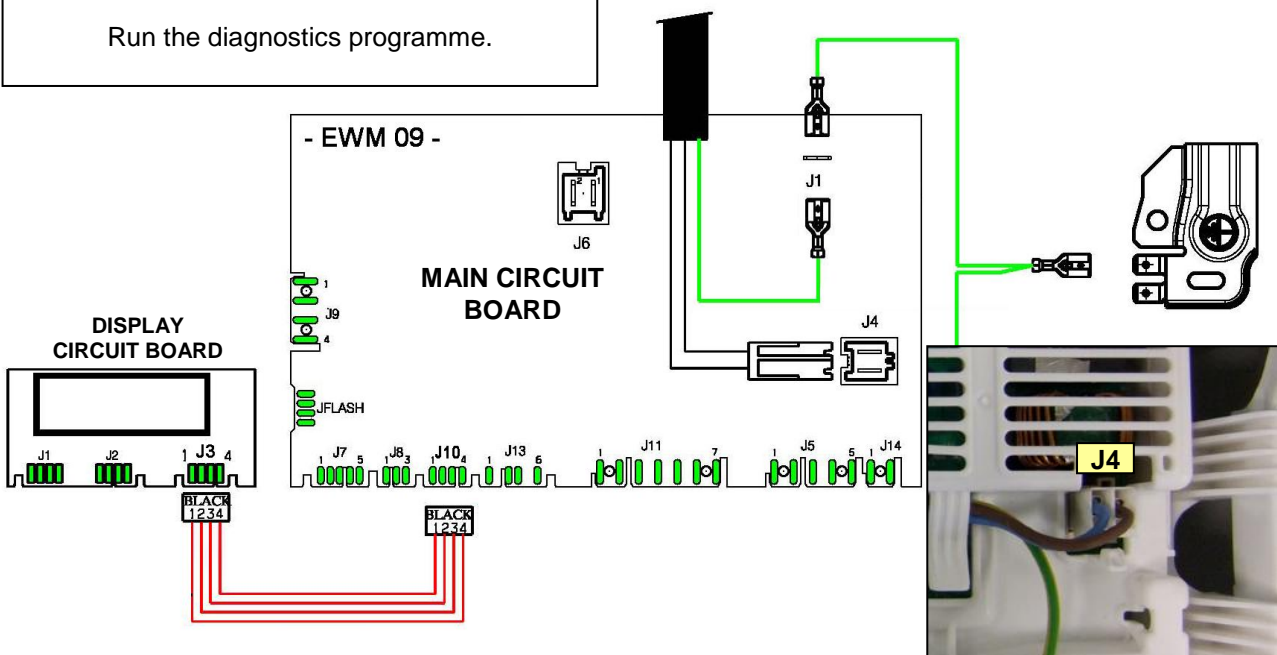 Run the diagnostics programme.
- EWM 09 -
J6
J1
MAIN CIRCUIT
BOARD
2 1
J9
1
4
J4
DISPLAY
CIRCUIT BOARD
JFLASH
J1
J2
1 J3 4
J7
1 5
J8
1 3
J10
1 4
J13
1 6
J11
1 7
J5
1 5
J14
1
J4
BLACK
1234
BLACK
1234